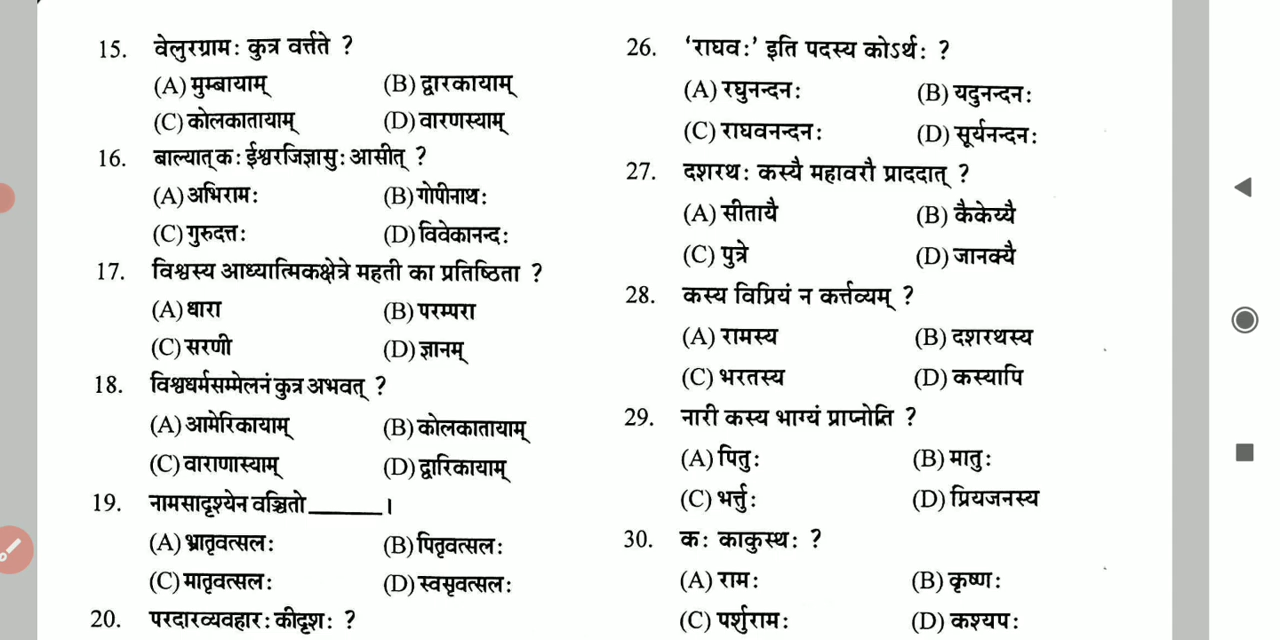 15. वेलुरग्रामः कुत्र वर्त्तते ?
(A) मुम्बायाम् (B) द्वारकायाम्
(C) कोलकातायाम् (D) वारणस्याम्
16. बाल्यात् कः ईश्वरजिज्ञासुः आसीत् ?
(A) अभिरामः (B) गोपीनाथः
(C) गुरुदत्तः (D) विवेकानन्दः
17. विश्वस्य आध्यात्मिकक्षेत्रे महती का प्रतिष्ठिता ?
(A) धारा (B) परम्परा
(C) सरणी (D) ज्ञानम्
18. विश्वधर्मसम्मेलनं कुत्र अभवत् ?
(A) आमेरिकायाम् (B) कोलकातायाम्
(C) वाराणास्याम् (D) द्वारिकायाम्
19. नामसादृश्येन वञ्चितो ______ ।
(A) भ्रातृवत्सलः (B) पितृवत्सलः
(C) मातृवत्सलः (D) स्वसृवत्सलः
20. परदारव्यवहारः कीदृशः ?
26. ‘राघवः’ इति पदस्य कोऽर्थः ?
(A) रघुनन्दनः (B) यदुनन्दनः
(C) राघवनन्दनः (D) सूर्यनन्दनः
27. दशरथः कस्यै महावरौ प्राददात् ?
(A) सीतायै (B) कैकेय्यै
(C) पुत्रे (D) जानक्यै
28. कस्य विप्रियं न कर्त्तव्यम् ?
(A) रामस्य (B) दशरथस्य
(C) भरतस्य (D) कस्यापि
29. नारी कस्य भाग्यं प्राप्नोति ?
(A) पितुः (B) मातुः
(C) भर्त्तुः (D) प्रियजनस्य
30. कः काकुस्थः ?
(A) रामः (B) कृष्णः
(C) पर्शुरामः (D) कश्यपः